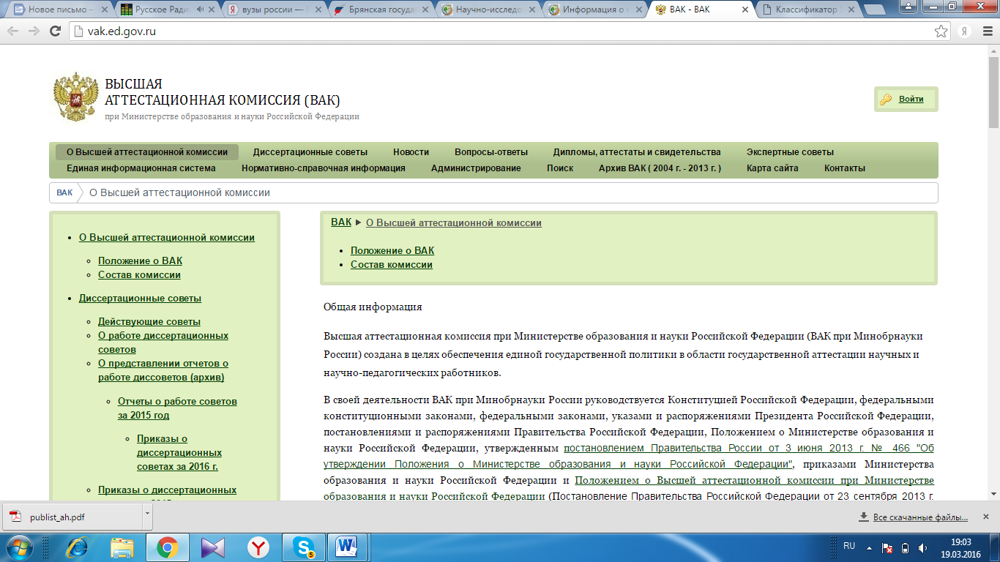 Новое письмо —
Русское Ради
вузы россии —
Брянская госуда
Научно-исследо
Информация о
ВАК - ВАК
Классификатор
vak.ed.gov.ru
ВЫСШАЯ
АТТЕСТАЦИОННАЯ КОМИССИЯ (ВАК)
при Министерстве образования и науки Российской Федерации
Войти
О Высшей аттестационной комиссии Диссертационные советы Новости Вопросы-ответы Дипломы, аттестаты и свидетельства Экспертные советы
Единая информационная система Нормативно-справочная информация Администрирование Поиск Архив ВАК ( 2004 г. - 2013 г. ) Карта сайта Контакты
ВАК О Высшей аттестационной комиссии
О Высшей аттестационной комиссии
Положение о ВАК
Состав комиссии
Диссертационные советы
Действующие советы
О работе диссертационных
советов
О представлении отчетов о
работе диссоветов (архив)
Отчеты о работе советов
за 2015 год
Приказы о
диссертационных
советах за 2016 г.
Приказы о диссертационных
ВАК О Высшей аттестационной комиссии
Положение о ВАК
Состав комиссии
Общая информация
Высшая аттестационная комиссия при Министерстве образования и науки Российской Федерации (ВАК при Минобрнауки
России) создана в целях обеспечения единой государственной политики в области государственной аттестации научных и
научно-педагогических работников.
В своей деятельности ВАК при Минобрнауки России руководствуется Конституцией Российской Федерации, федеральными
конституционными законами, федеральными законами, указами и распоряжениями Президента Российской Федерации,
постановлениями и распоряжениями Правительства Российской Федерации, Положением о Министерстве образования и
науки Российской Федерации, утвержденным постановлением Правительства России от 3 июня 2013 г. № 466 "Об
утверждении Положения о Министерстве образования и науки Российской Федерации", приказами Министерства
образования и науки Российской Федерации и Положением о Высшей аттестационной комиссии при Министерстве
образования и науки Российской Федерации (Постановление Правительства Российской Федерации от 23 сентября 2013 г.
publist_ah.pdf
Все скачанные файлы...
5
RU
19:03
19.03.2016